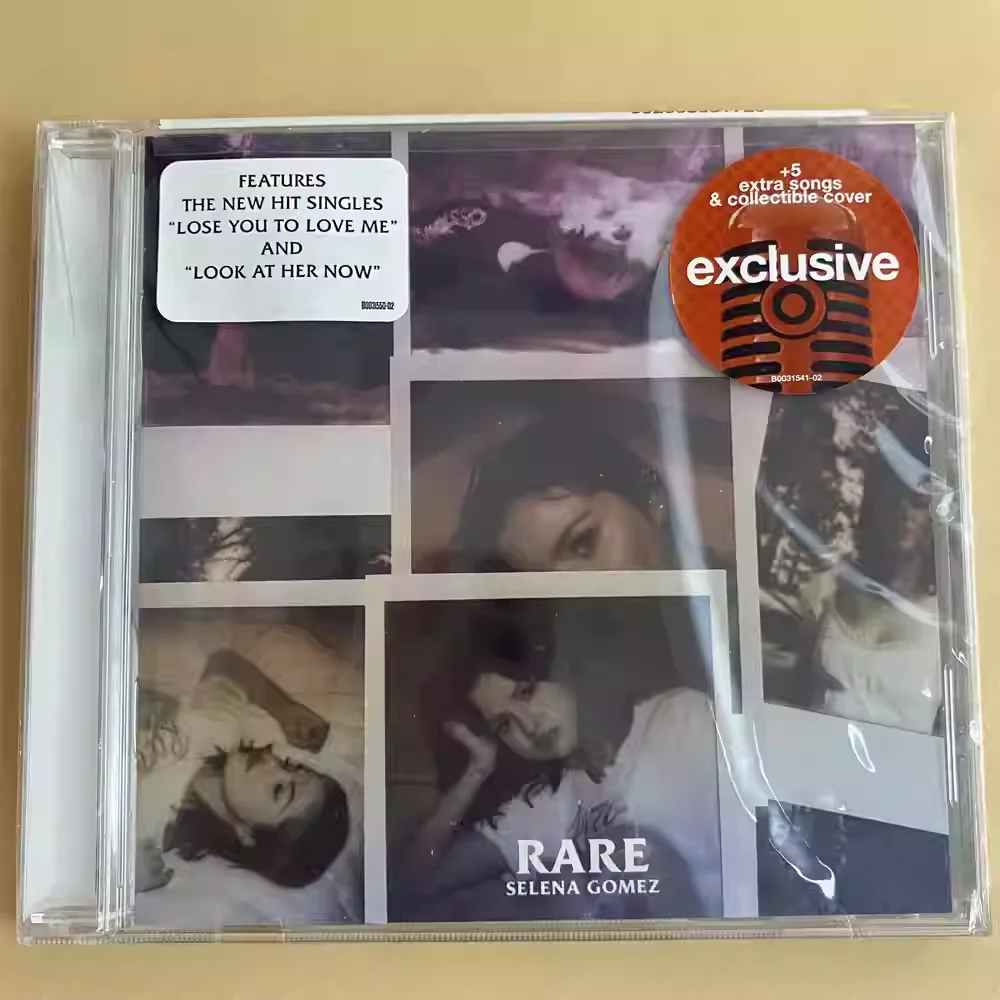 FEATURES
THE NEW HIT SINGLES
“LOSE YOU TO LOVE ME”
AND
“LOOK AT HER NOW”
B0031550-02
+5
extra songs
& collectible cover
exclusive
B0031541-02
RARE
SELENA GOMEZ